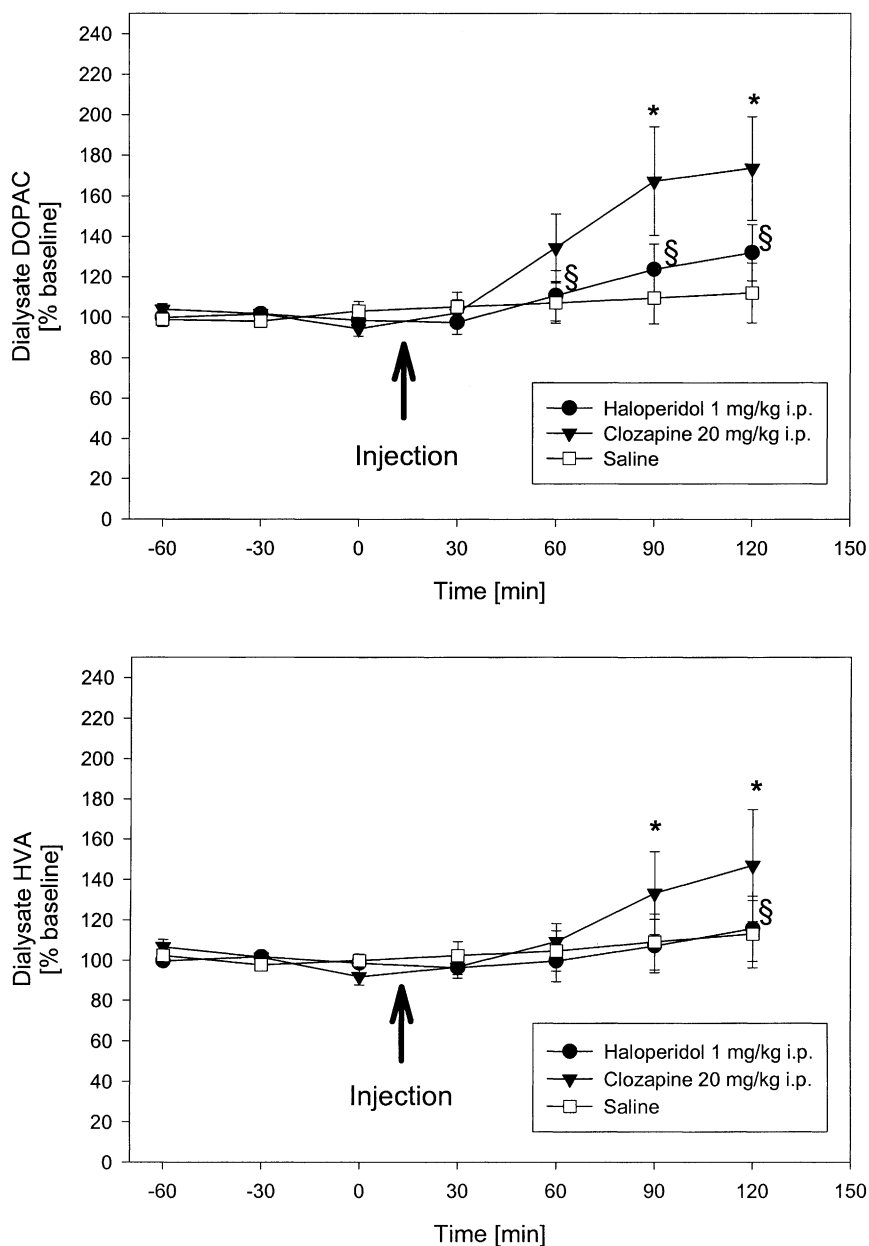 240
220
200
180
160
140
120
100
80
60
40
20
0
Dialysate DOPAC
[% baseline]
* *
§ § §
Injection
Haloperidol 1 mg/kg i.p.
Clozapine 20 mg/kg i.p.
Saline
-60 -30 0 30 60 90 120 150
Time [min]
240
220
200
180
160
140
120
100
80
60
40
20
0
Dialysate HVA
[% baseline]
* *
§
Injection
Haloperidol 1 mg/kg i.p.
Clozapine 20 mg/kg i.p.
Saline
-60 -30 0 30 60 90 120 150
Time [min]